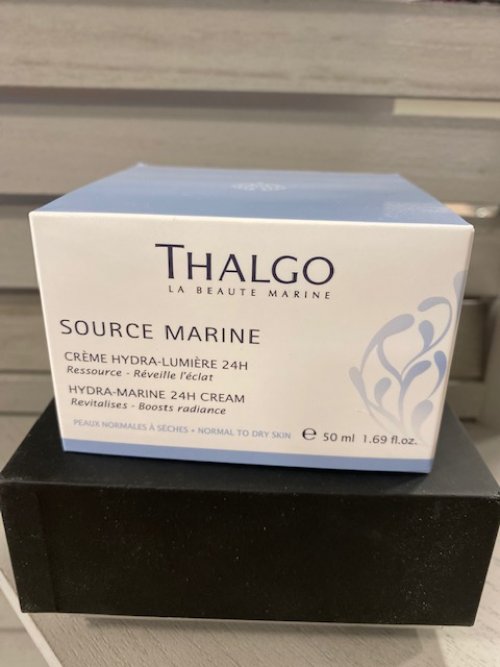 THALGO
LA BEAUTE MARINE
SOURCE MARINE
CRÈME HYDRA-LUMIÈRE 24H
Ressource - Réveille l'éclat
HYDRA-MARINE 24H CREAM
Revitalises - Boosts radiance
PEAUX NORMALES À SÈCHES • NORMAL TO DRY SKIN ℮ 50 ml 1.69 fl.oz.